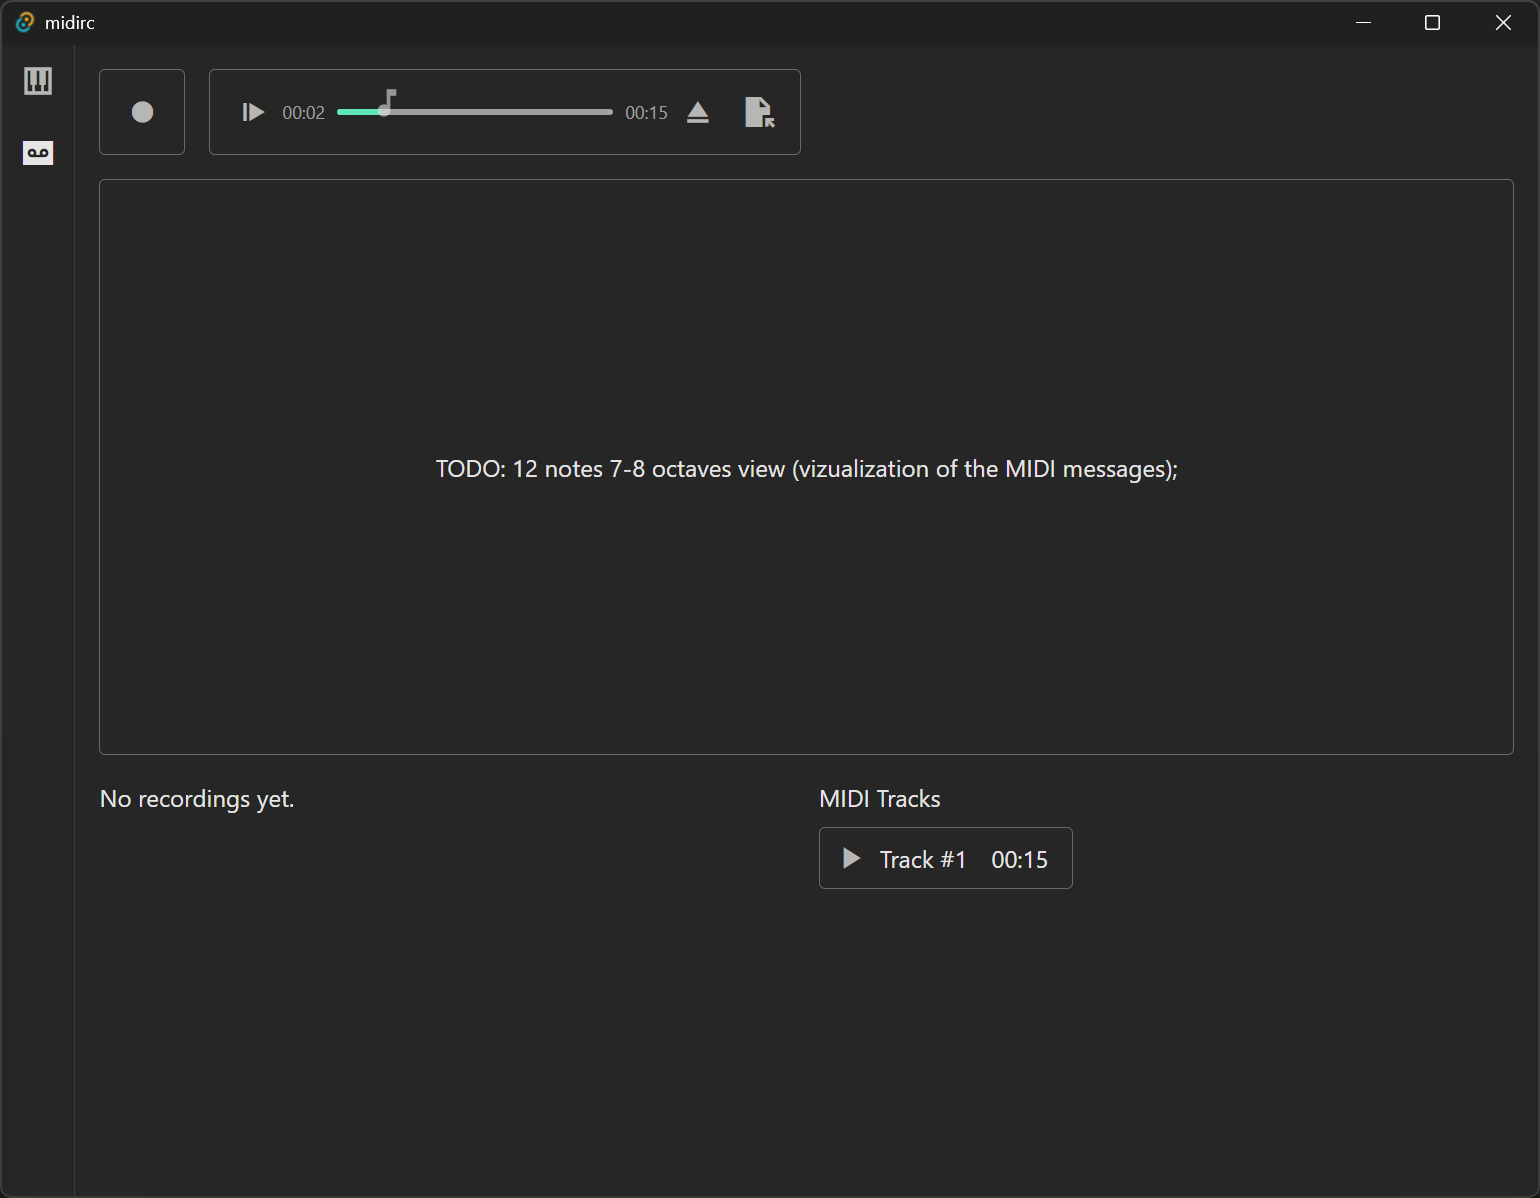 midirc
00:02
00:15
TODO: 12 notes 7-8 octaves view (vizualization of the MIDI messages);
No recordings yet.
MIDI Tracks
Track #1 00:15